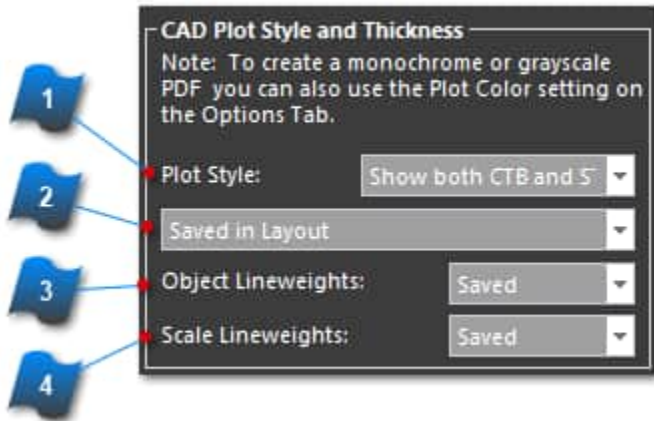 CAD Plot Style and Thickness
Note: To create a monochrome or grayscale
PDF you can also use the Plot Color setting on
the Options Tab.
1
Plot Style: Show both CTB and S
2
Saved in Layout
3
Object Lineweights: Saved
Scale Lineweights: Saved
4